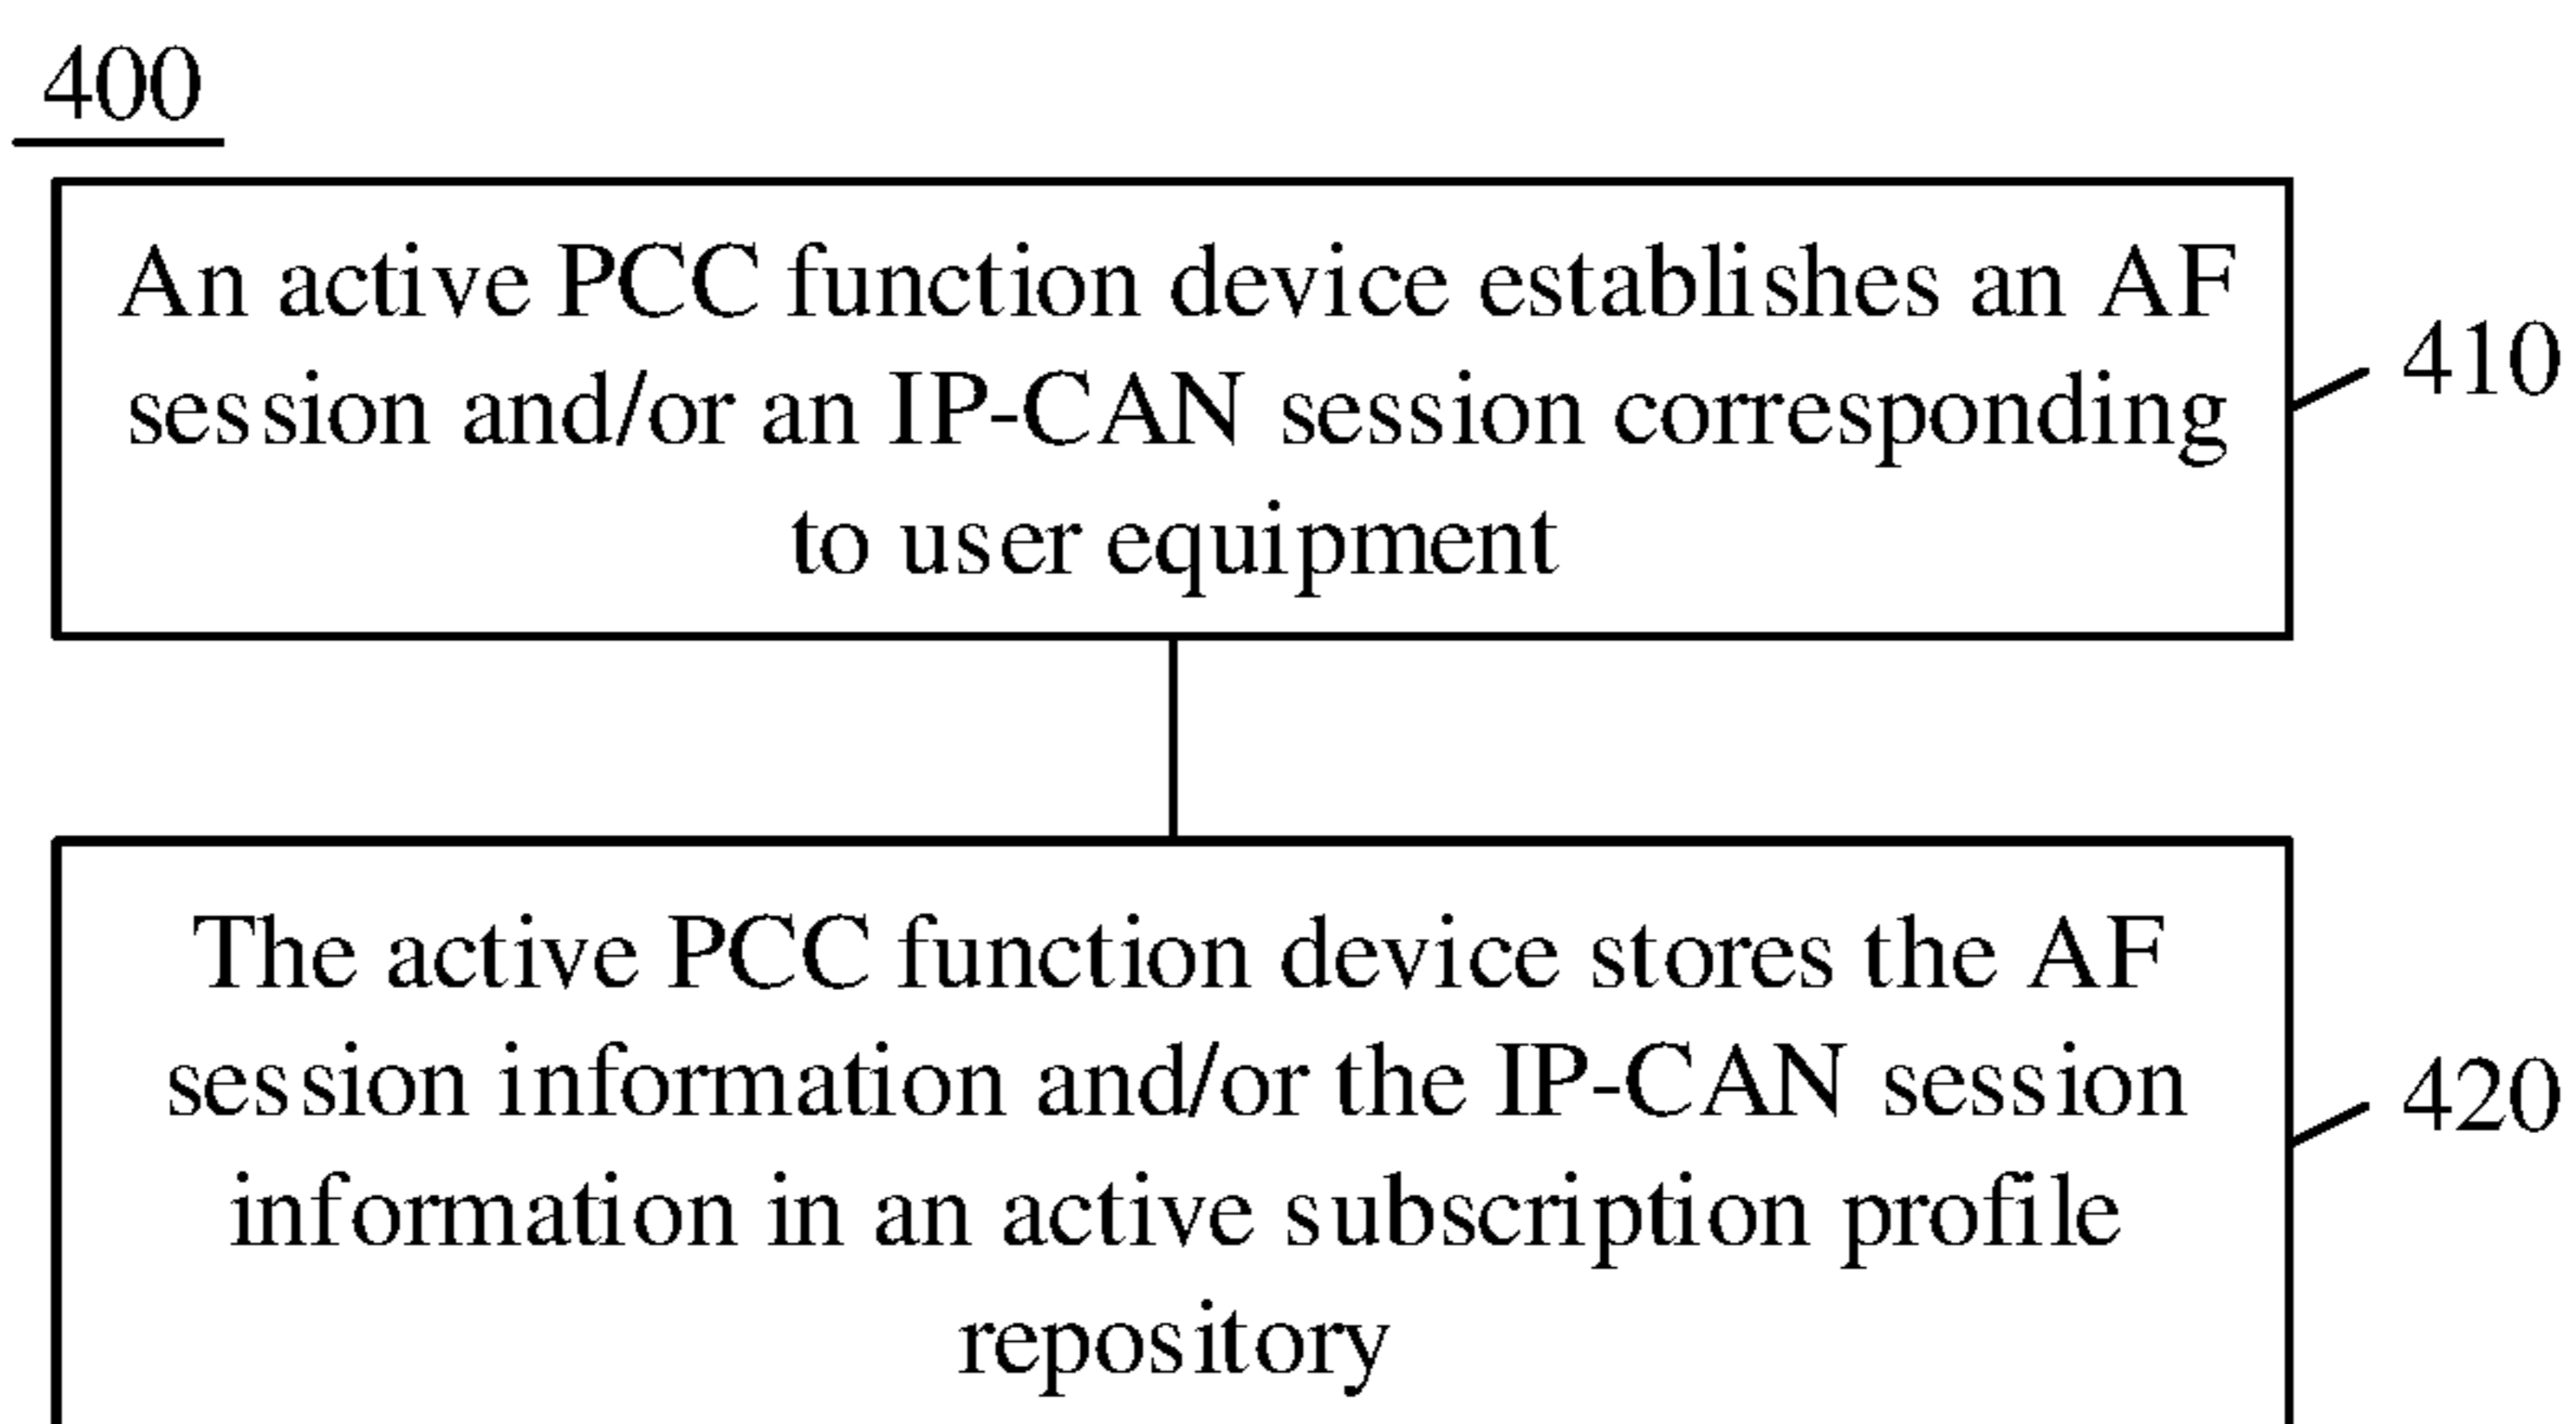 400
An active PCC function device establishes an AF
session and/or an IP-CAN session corresponding
to user equipment
410
The active PCC function device stores the AF
session information and/or the IP-CAN session
information in an active subscription profile
repository
420